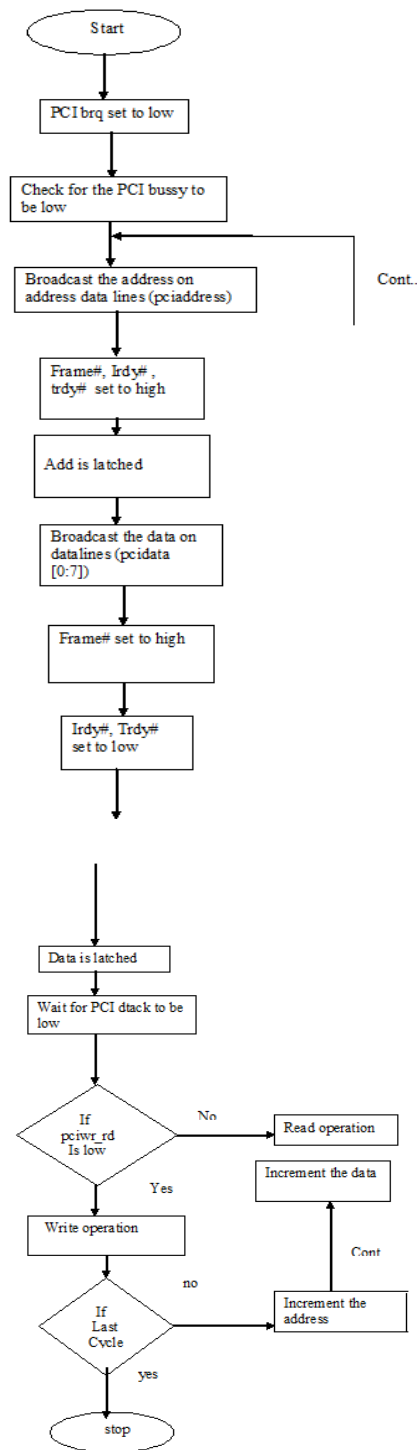 Start
PCI brq set to low
Check for the PCI bussy to
be low
Broadcast the address on
address data lines (pciaddress)
Cont..
Frame#, Irdy# ,
trdy# set to high
Add is latched
Broadcast the data on
datalines (pcidata
[0:7])
Frame# set to high
Irdy#, Trdy#
set to low
Data is latched
Wait for PCI dtack to be
low
If
pciwr_rd
Is low
No
Read operation
Yes
Increment the data
Write operation
Cont
no
If
Last
Cycle
Increment the
address
yes
stop